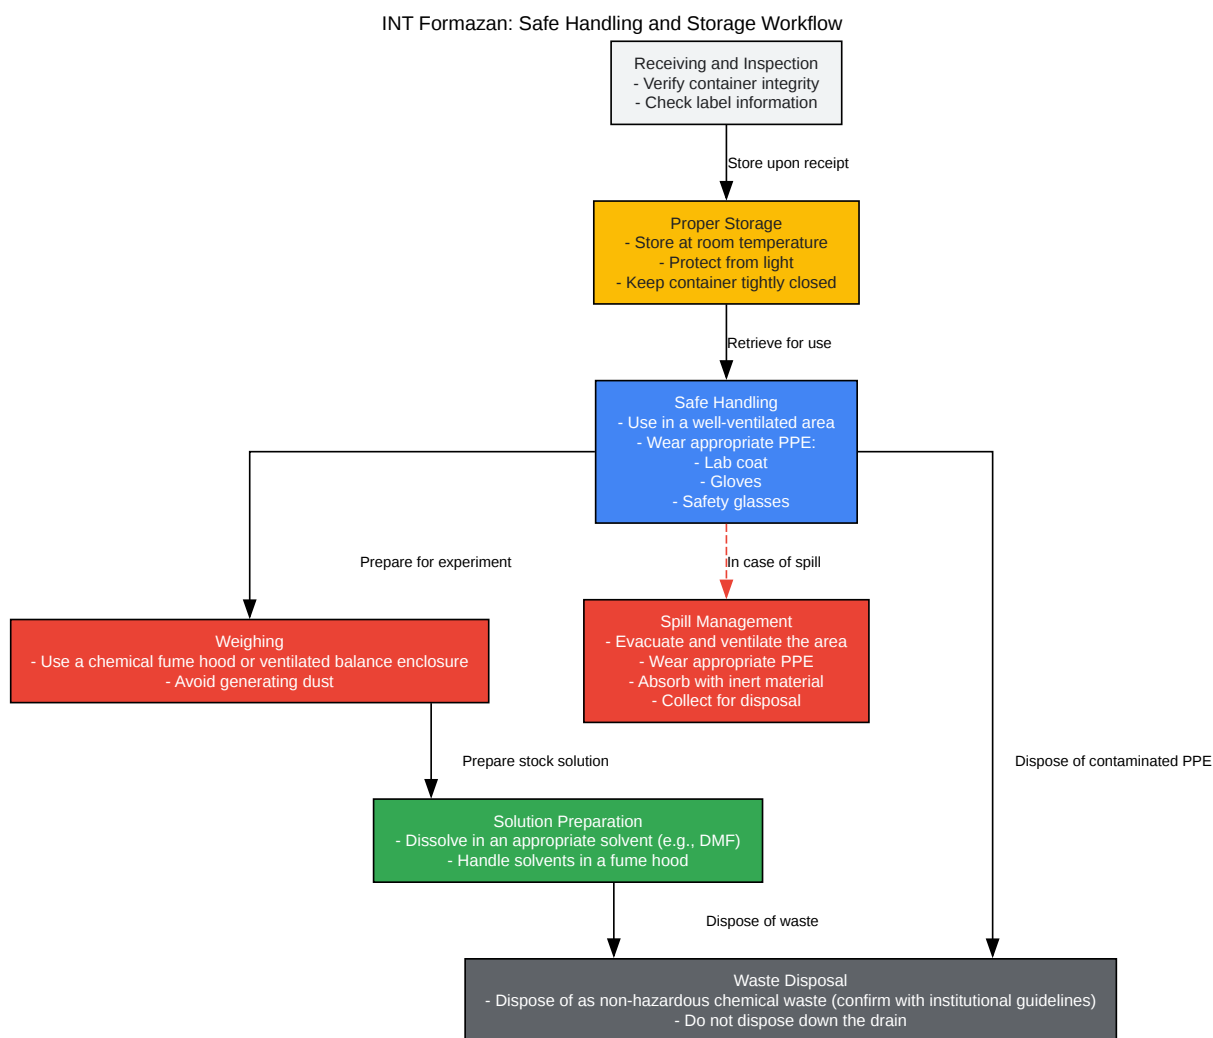 INT Formazan: Safe Handling and Storage Workflow
Receiving and Inspection
- Verify container integrity
- Check label information
Store upon receipt
Proper Storage
- Store at room temperature
- Protect from light
- Keep container tightly closed
Retrieve for use
Safe Handling
- Use in a well-ventilated area
- Wear appropriate PPE:
- Lab coat
- Gloves
- Safety glasses
Prepare for experiment
In case of spill
Weighing
- Use a chemical fume hood or ventilated balance enclosure
- Avoid generating dust
Spill Management
- Evacuate and ventilate the area
- Wear appropriate PPE
- Absorb with inert material
- Collect for disposal
Prepare stock solution
Dispose of contaminated PPE
Solution Preparation
- Dissolve in an appropriate solvent (e.g., DMF)
- Handle solvents in a fume hood
Dispose of waste
Waste Disposal
- Dispose of as non-hazardous chemical waste (confirm with institutional guidelines)
- Do not dispose down the drain